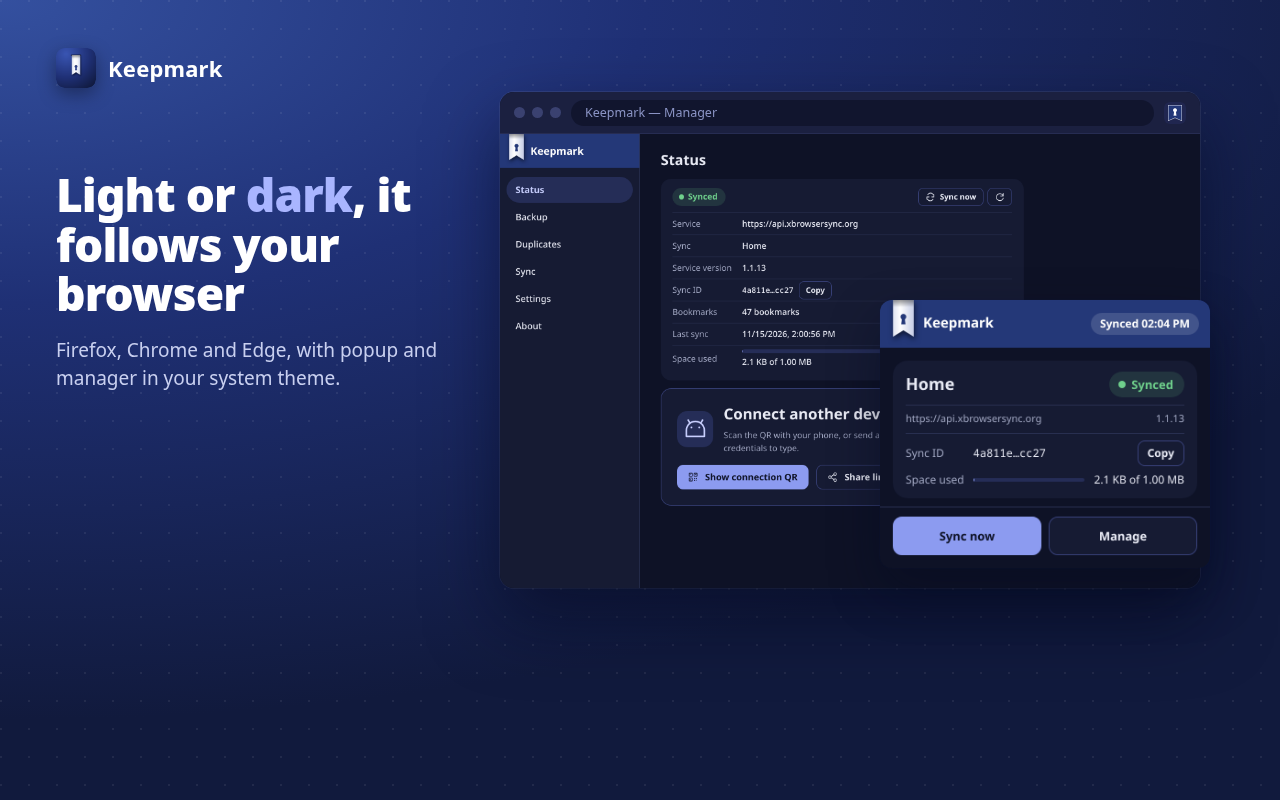 Keepmark
Light or dark, it
follows your
browser
Firefox, Chrome and Edge, with popup and
manager in your system theme.
Keepmark — Manager
Keepmark
Status
Backup
Duplicates
Sync
Settings
About
Status
Synced
Sync now
Service https://api.xbrowsersync.org
Sync Home
Service version 1.1.13
Sync ID 4a811e…cc27 Copy
Bookmarks 47 bookmarks
Last sync 11/15/2026, 2:00:56 PM
Space used 2.1 KB of 1.00 MB
Connect another dev
Scan the QR with your phone, or send a
credentials to type.
Show connection QR
Share li
Keepmark
Synced 02:04 PM
Home
Synced
https://api.xbrowsersync.org 1.1.13
Sync ID 4a811e…cc27 Copy
Space used 2.1 KB of 1.00 MB
Sync now
Manage